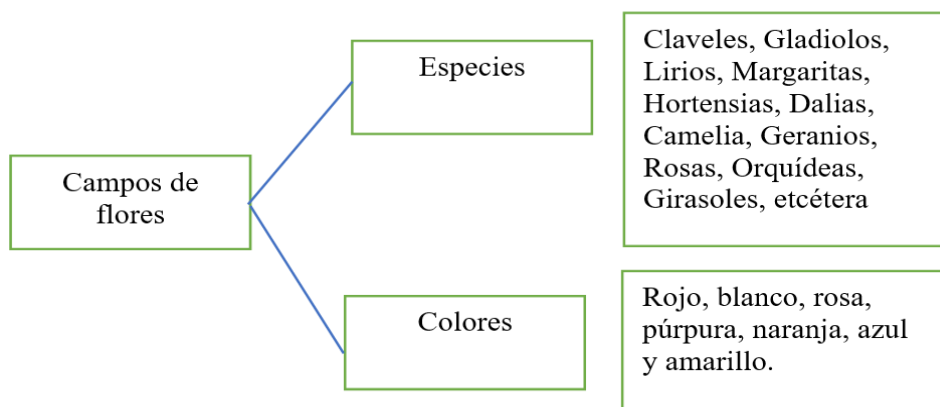 Campos de
flores
Especies
Claveles, Gladiolos,
Lirios, Margaritas,
Hortensias, Dalias,
Camelia, Geranios,
Rosas, Orquídeas,
Girasoles, etcétera
Colores
Rojo, blanco, rosa,
púrpura, naranja, azul
y amarillo.